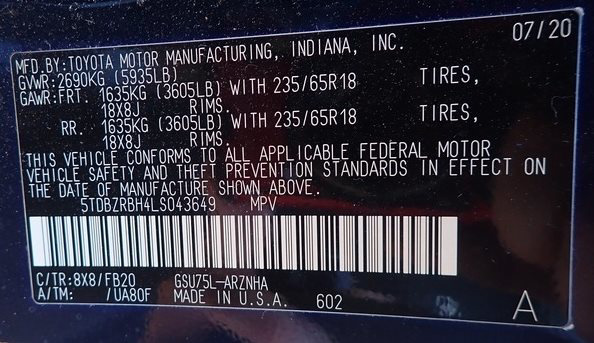 07/20
MFD.BY:TOYOTA MOTOR MANUFACTURING, INDIANA, INC.
GVWR:2690KG (5935LB)
GAWR:FRT. 1635KG (3605LB) WITH 235/65R18 TIRES,
18X8J RIMS.
RR. 1635KG (3605LB) WITH 235/65R18 TIRES,
18X8J RIMS.
THIS VEHICLE CONFORMS TO ALL APPLICABLE FEDERAL MOTOR
VEHICLE SAFETY AND THEFT PREVENTION STANDARDS IN EFFECT ON
THE DATE OF MANUFACTURE SHOWN ABOVE.
5TDBZRBH4LS043649 MPV
C/TR:8X8/FB20 GSU75L-ARZNHA
A/TM: /UA80F MADE IN U.S.A. 602 A